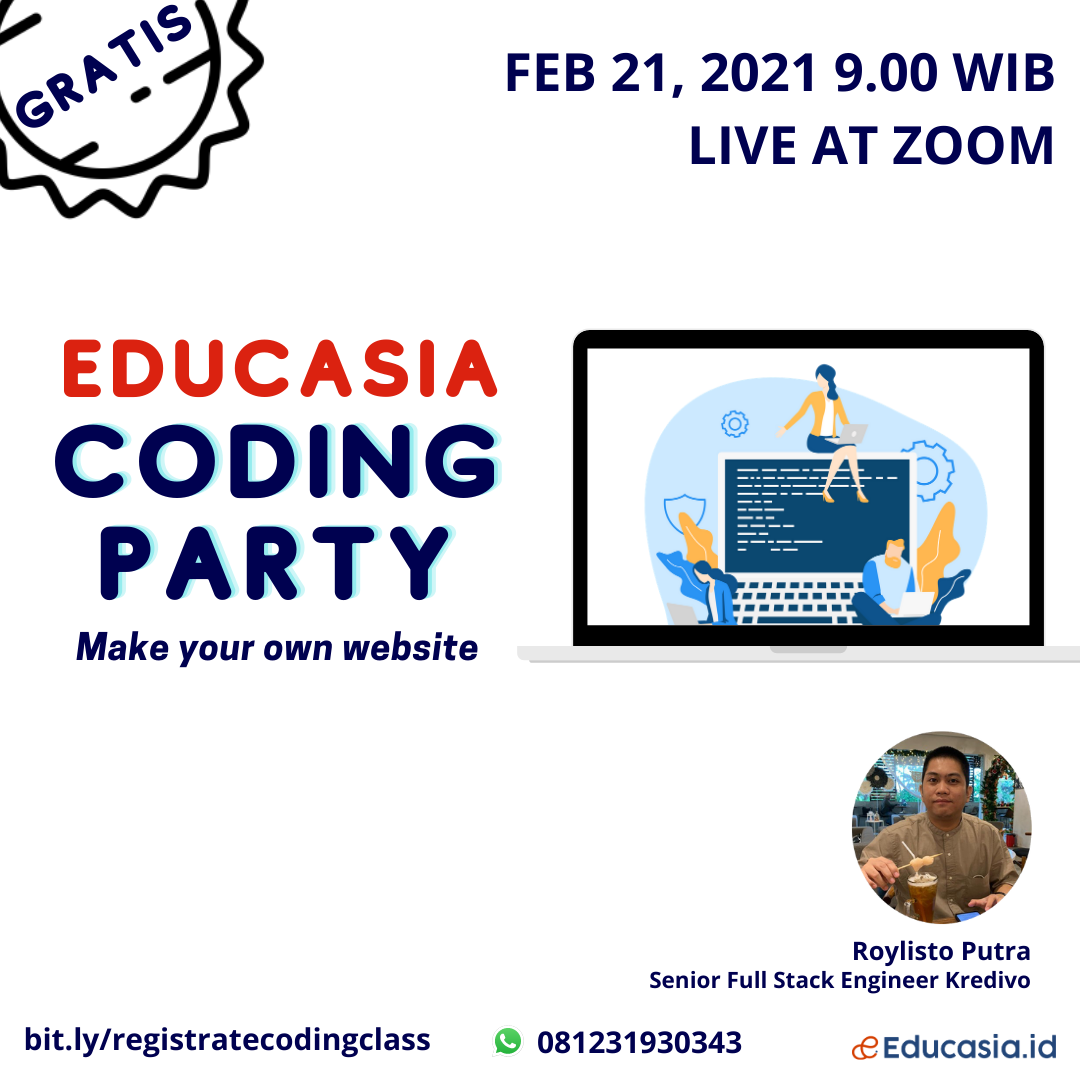 GRATIS
FEB 21, 2021 9.00 WIB
LIVE AT ZOOM
EDUCASIA
CODING
PARTY
Make your own website
Roylisto Putra
Senior Full Stack Engineer Kredivo
bit.ly/registratecodingclass
081231930343
Educasia.id